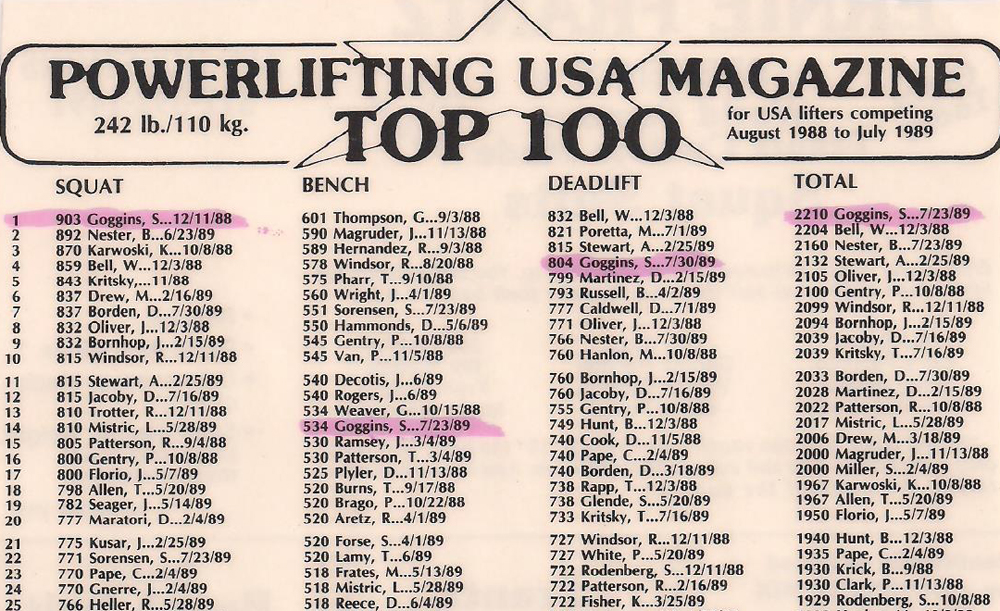 POWERLIFTING USA MAGAZINE
242 lb./110 kg.
TOP 100
for USA lifters competing
August 1988 to July 1989
SQUAT BENCH DEADLIFT TOTAL
1 903 Goggins, S...12/11/88 601 Thompson, G...9/3/88 832 Bell, W...12/3/88 2210 Goggins, S...7/23/89
2 892 Nester, B...6/23/89 590 Magruder, J...11/13/88 821 Poretta, M...7/1/89 2204 Bell, W...12/3/88
3 870 Karwoski, K...10/8/88 589 Hernandez, R...9/3/88 815 Stewart, A...2/25/89 2160 Nester, B...7/23/89
4 859 Bell, W...12/3/88 578 Windsor, R...8/20/88 804 Goggins, S...7/30/89 2132 Stewart, A...2/25/89
5 843 Kritsky,...11/88 575 Pharr, T...9/10/88 799 Martinez, D...2/15/89 2105 Oliver, J...12/3/88
6 837 Drew, M...2/16/89 560 Wright, J...4/1/89 793 Russell, B...4/2/89 2100 Gentry, P...10/8/88
7 837 Borden, D...7/30/89 551 Sorensen, S...7/23/89 777 Caldwell, D...7/1/89 2099 Windsor, R...12/11/88
8 832 Oliver, J...12/3/88 550 Hammonds, D...5/6/89 771 Oliver, J...12/3/88 2094 Bornhop, J...2/15/89
9 832 Bornhop, J...2/15/89 545 Gentry, P...10/8/88 766 Nester, B...7/30/89 2039 Jacoby, D...7/16/89
10 815 Windsor, R...12/11/88 545 Van, P...11/5/88 760 Hanlon, M...10/8/88 2039 Kritsky, T...7/16/89
11 815 Stewart, A...2/25/89 540 Decotis, J...6/89 760 Bornhop, J...2/15/89 2033 Borden, D...7/30/89
12 815 Jacoby, D...7/16/89 540 Rogers, J...6/89 760 Jacoby, D...7/16/89 2028 Martinez, D...2/15/89
13 810 Trotter, R...12/11/88 534 Weaver, G...10/15/88 755 Gentry, P...10/8/88 2022 Patterson, R...10/8/88
14 810 Mistric, L...5/28/89 534 Goggins, S...7/23/89 749 Hunt, B...12/3/88 2017 Mistric, L...5/28/89
15 805 Patterson, R...9/4/88 530 Ramsey, J...3/4/89 740 Cook, D...11/5/88 2006 Drew, M...3/18/89
16 800 Gentry, P...10/8/88 530 Patterson, T...3/4/89 740 Pape, C...2/4/89 2000 Magruder, J...11/13/88
17 800 Florio, J...5/7/89 525 Plyler, D...11/13/88 740 Borden, D...3/18/89 2000 Miller, S...2/4/89
18 798 Allen, T...5/20/89 520 Burns, T...9/17/88 738 Rapp, T...12/3/88 1967 Karwoski, K...10/8/88
19 782 Seager, J...5/14/89 520 Brago, P...10/22/88 738 Glende, S...5/20/89 1967 Allen, T...5/20/89
20 777 Maratori, D...2/4/89 520 Aretz, R...4/1/89 733 Kritsky, T...7/16/89 1950 Florio, J...5/7/89
21 775 Kusar, J...2/25/89 520 Forse, S...4/1/89 727 Windsor, R...12/11/88 1940 Hunt, B...12/3/88
22 771 Sorensen, S...7/23/89 520 Lamy, T...6/89 727 White, P...5/20/89 1935 Pape, C...2/4/89
23 770 Pape, C...2/4/89 518 Frates, M...5/13/89 722 Rodenberg, S...12/11/88 1930 Krick, B...9/88
24 770 Gnerre, J...2/4/89 518 Mistric, L...5/28/89 722 Patterson, R...2/16/89 1930 Clark, P...11/13/88
25 766 Heller, R...5/28/89 518 Reece, D...6/4/89 722 Fisher, K...3/25/89 1929 Rodenberg, S...10/8/88